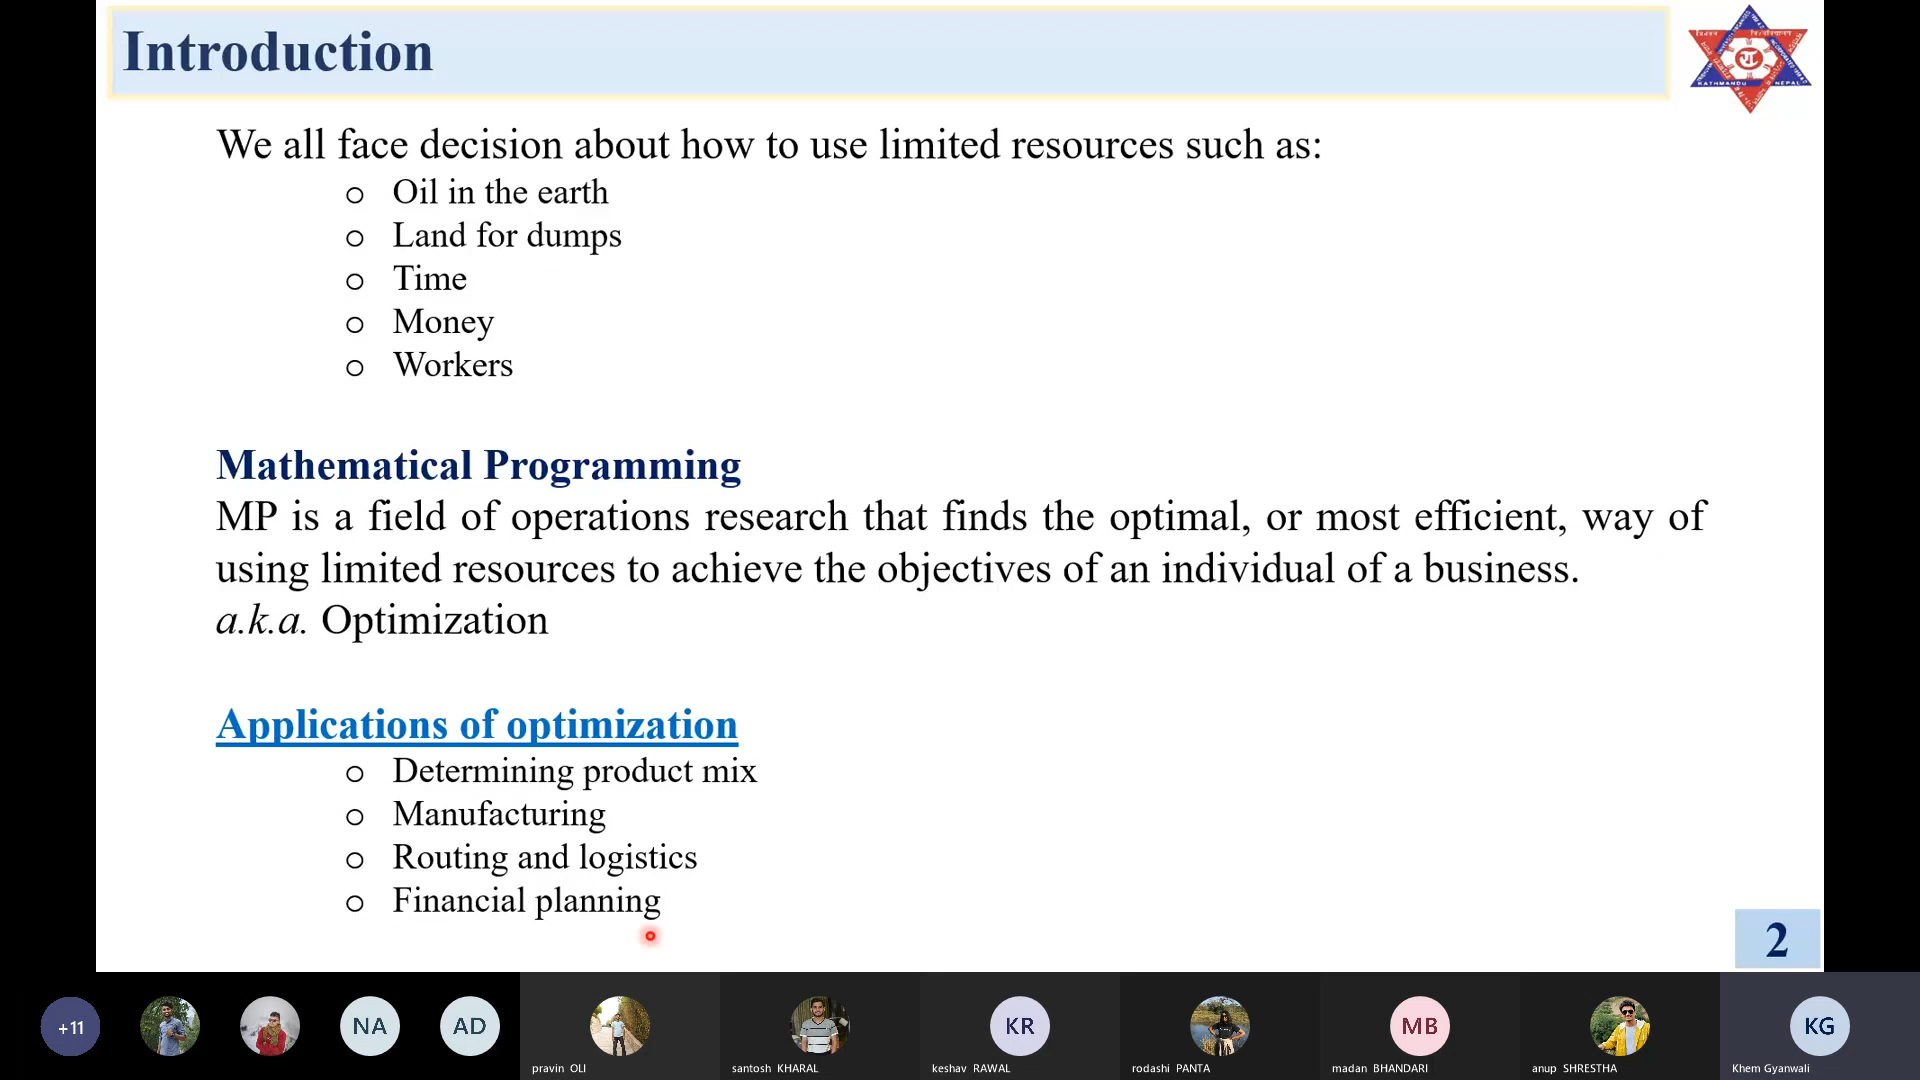 Introduction
We all face decision about how to use limited resources such as:
o Oil in the earth
o Land for dumps
o Time
o Money
o Workers
Mathematical Programming
MP is a field of operations research that finds the optimal, or most efficient, way of
using limited resources to achieve the objectives of an individual of a business.
a.k.a. Optimization
Applications of optimization
o Determining product mix
o Manufacturing
o Routing and logistics
o Financial planning
2
KATHMANDU NEPAL
+11
NA
AD
pravin OLI
santosh KHARAL
KR
keshav RAWAL
rodashi PANTA
MB
madan BHANDARI
anup SHRESTHA
KG
Khem Gyanwali